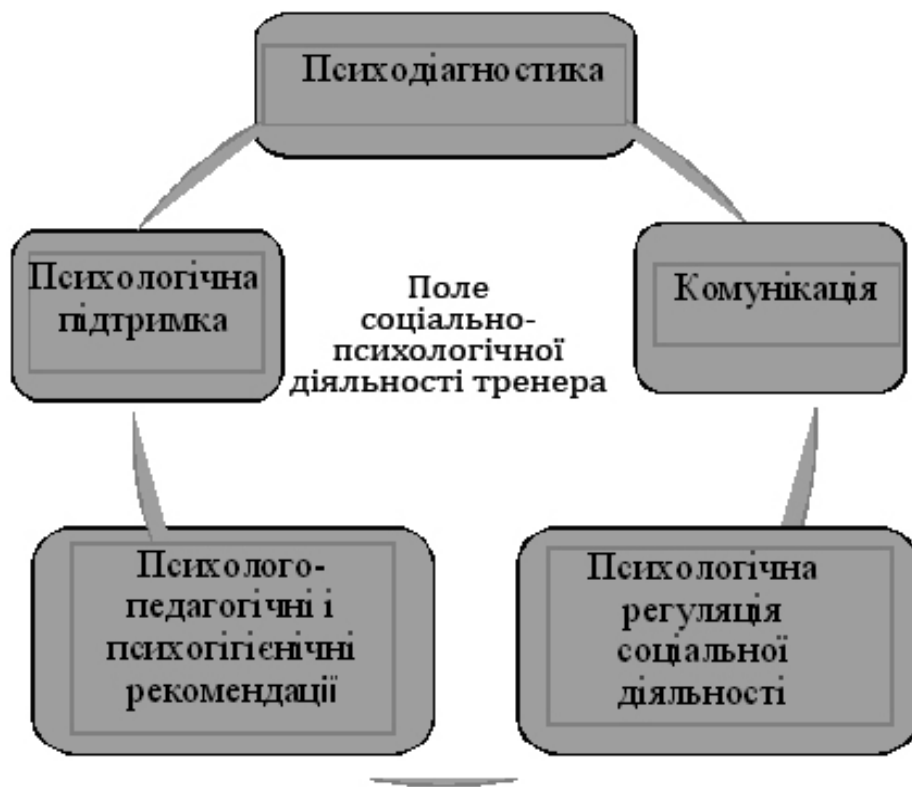 Психодіагностика
Психологічна
підтримка
Поле
соціально-
психологічної
діяльності тренера
Комунікація
Психолого-
педагогічні і
психогігієнічні
рекомендації
Психологічна
регуляція
соціальної
діяльності